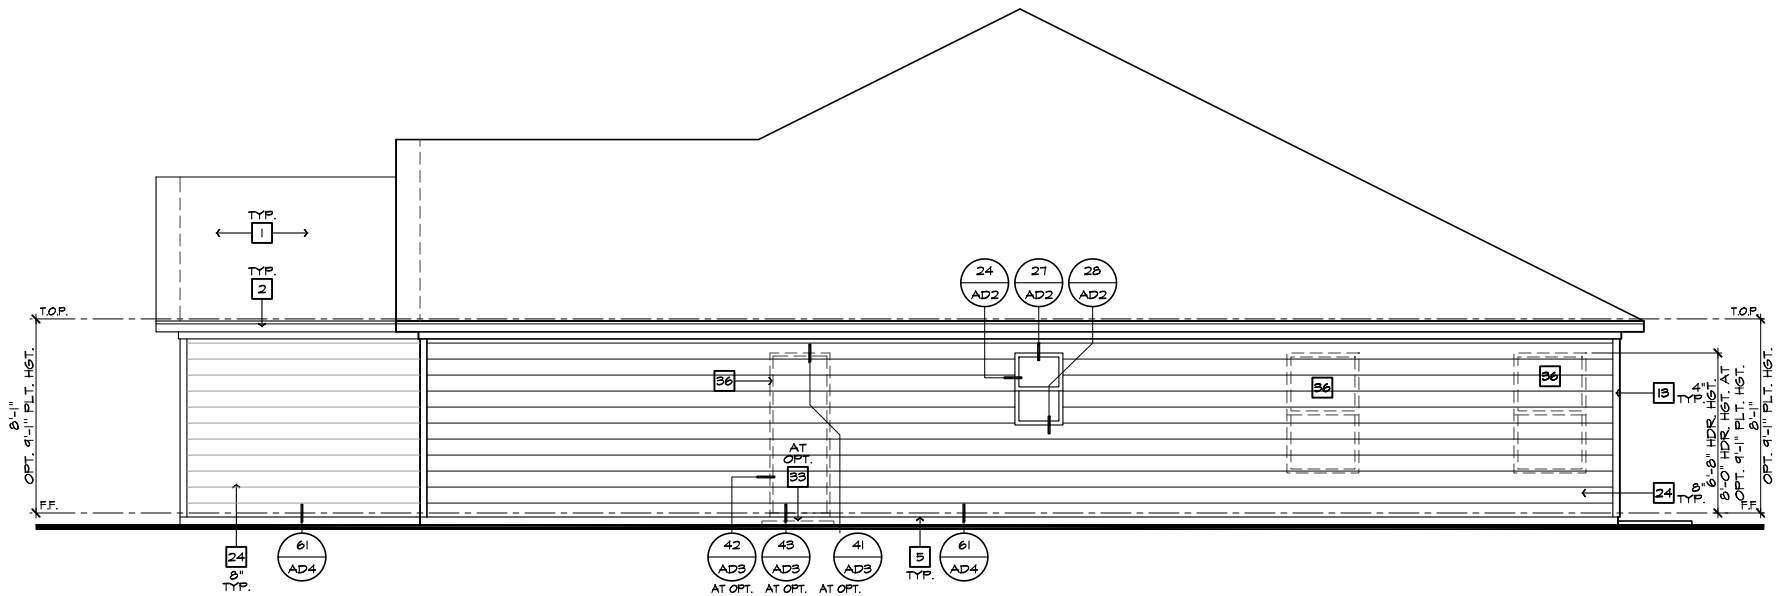 TYP.
1
TYP.
2
24
AD2
27
AD2
28
AD2
T.O.P.
T.O.P.
8'-1"
OPT. 9'-1" PLT. HGT.
36
36
36
13
4"
TYP.
6'-8" HDR. HGT.
8'-0" HDR. HGT. AT
OPT. 9'-1" PLT. HGT.
8'-1"
OPT. 9'-1" PLT. HGT.
AT
OPT.
33
24
8"
TYP.
F.F.
F.F.
24
8"
TYP.
61
AD4
42
AD3
AT OPT.
43
AD3
AT OPT.
41
AD3
AT OPT.
5
TYP.
61
AD4